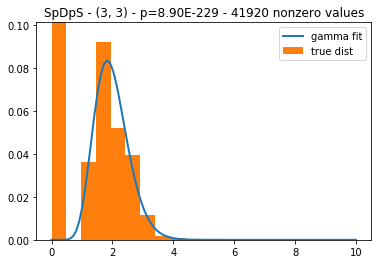 SpDpS - (3, 3) - p=8.90E-229 - 41920 nonzero values
gamma fit
true dist
0.10
0.08
0.06
0.04
0.02
0.00
0 2 4 6 8 10